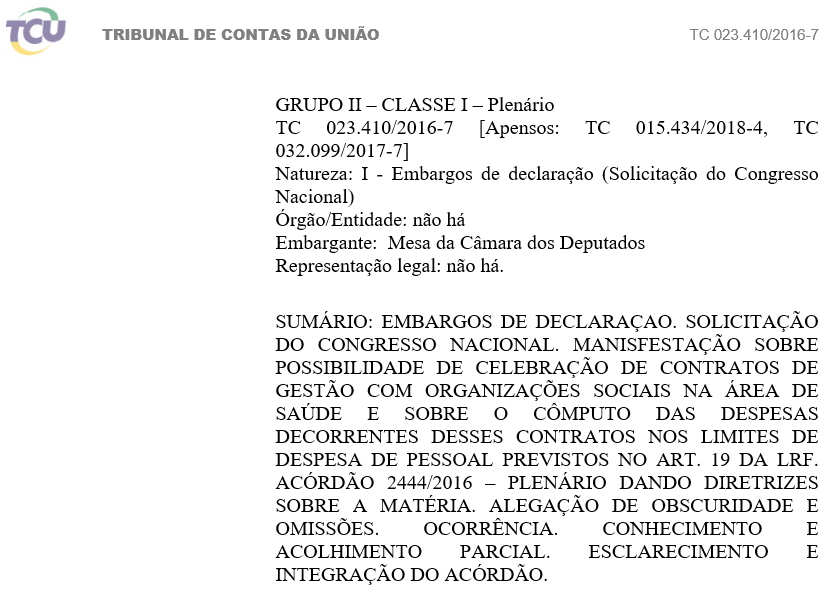 TCU
TRIBUNAL DE CONTAS DA UNIÃO
TC 023.410/2016-7
GRUPO II – CLASSE I – Plenário
TC 023.410/2016-7 [Apensos: TC 015.434/2018-4, TC
032.099/2017-7]
Natureza: I - Embargos de declaração (Solicitação do Congresso
Nacional)
Órgão/Entidade: não há
Embargante: Mesa da Câmara dos Deputados
Representação legal: não há.
SUMÁRIO: EMBARGOS DE DECLARAÇAO. SOLICITAÇÃO
DO CONGRESSO NACIONAL. MANISFESTAÇÃO SOBRE
POSSIBILIDADE DE CELEBRAÇÃO DE CONTRATOS DE
GESTÃO COM ORGANIZAÇÕES SOCIAIS NA ÁREA DE
SAÚDE E SOBRE O CÔMPUTO DAS DESPESAS
DECORRENTES DESSES CONTRATOS NOS LIMITES DE
DESPESA DE PESSOAL PREVISTOS NO ART. 19 DA LRF.
ACÓRDÃO 2444/2016 – PLENÁRIO DANDO DIRETRIZES
SOBRE A MATÉRIA. ALEGAÇÃO DE OBSCURIDADE E
OMISSÕES. OCORRÊNCIA. CONHECIMENTO E
ACOLHIMENTO PARCIAL. ESCLARECIMENTO E
INTEGRAÇÃO DO ACÓRDÃO.